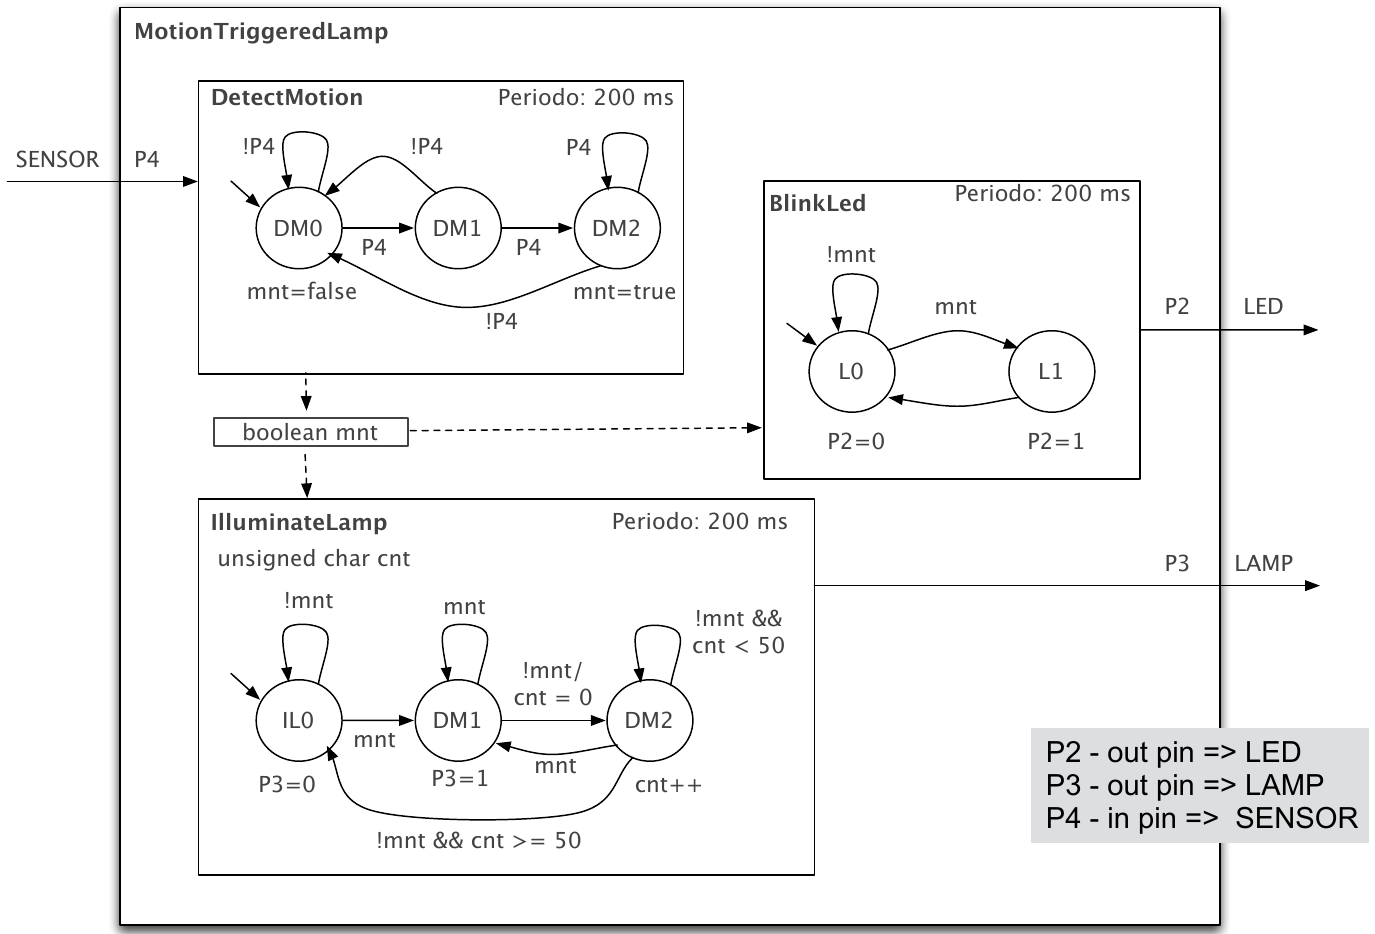 MotionTriggeredLamp
DetectMotion
Periodo: 200 ms
!P4
!P4
P4
SENSOR
P4
DM0
DM1
DM2
P4
P4
mnt=false
mnt=true
!P4
BlinkLed
Periodo: 200 ms
!mnt
mnt
L0
L1
P2=0
P2=1
P2
LED
boolean mnt
IlluminateLamp
Periodo: 200 ms
unsigned char cnt
!mnt
mnt
!mnt &&
cnt < 50
!mnt/
cnt = 0
IL0
DM1
DM2
mnt
mnt
P3=0
P3=1
cnt++
!mnt && cnt >= 50
P3
LAMP
P2 - out pin => LED
P3 - out pin => LAMP
P4 - in pin => SENSOR